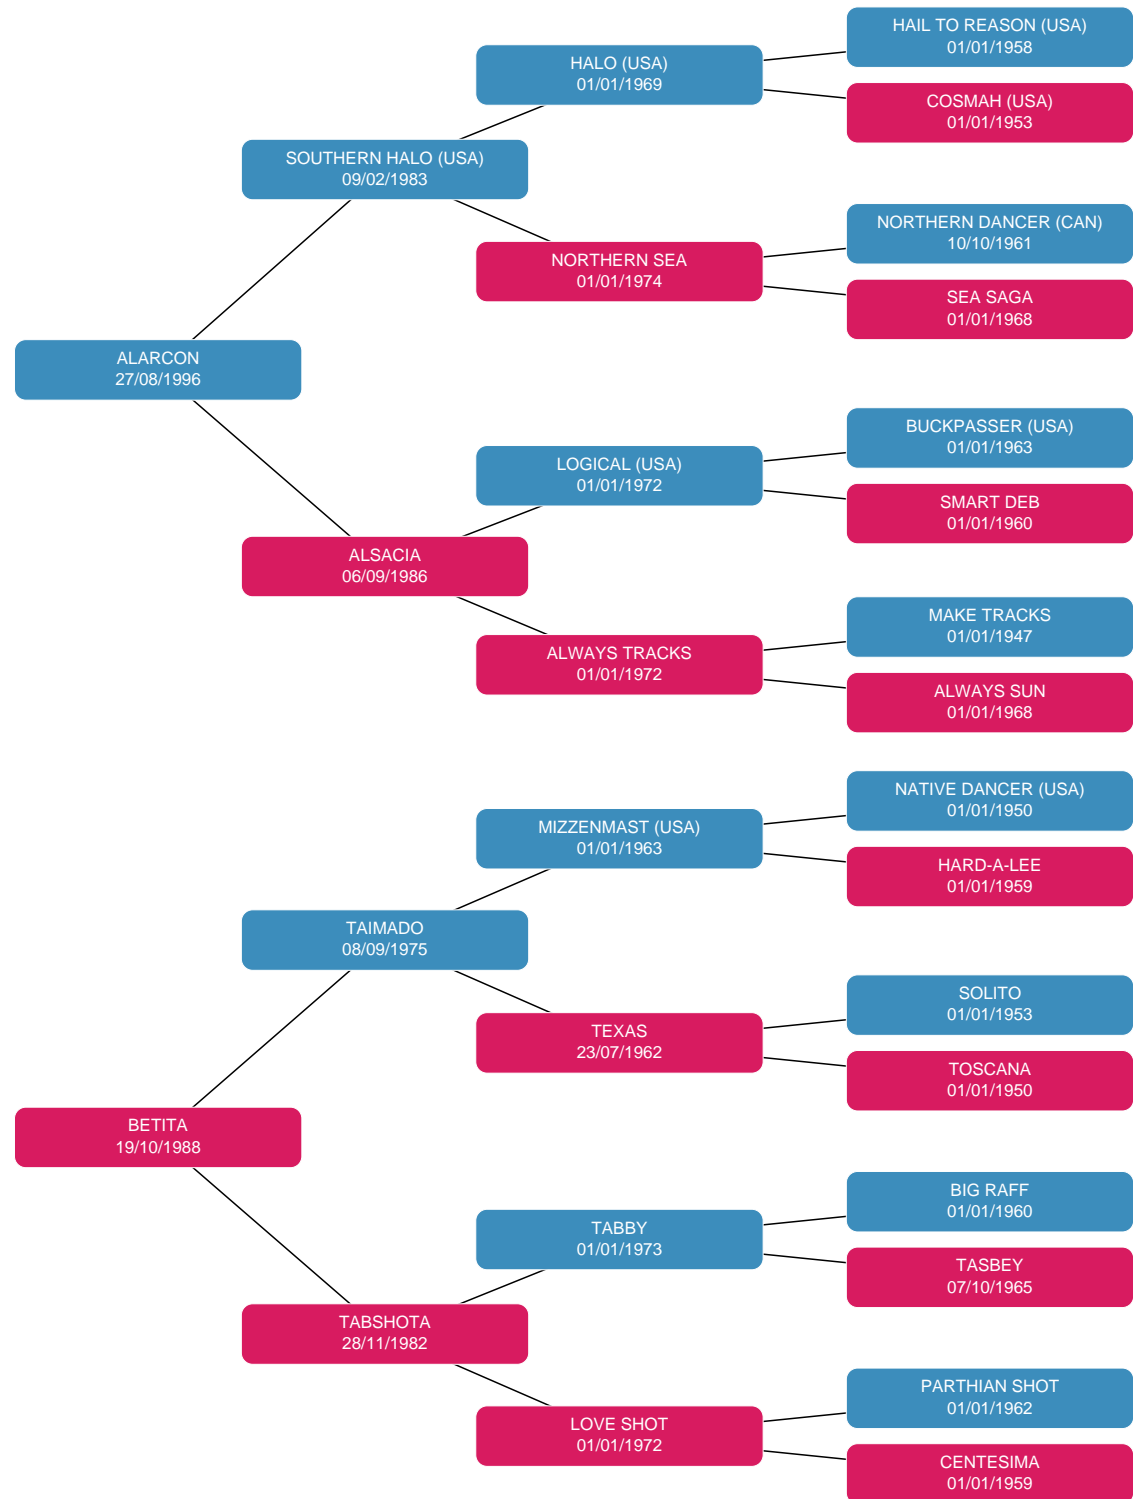 HAIL TO REASON (USA)
01/01/1958
HALO (USA)
01/01/1969
COSMAH (USA)
01/01/1953
SOUTHERN HALO (USA)
09/02/1983
NORTHERN DANCER (CAN)
10/10/1961
NORTHERN SEA
01/01/1974
SEA SAGA
01/01/1968
ALARCON
27/08/1996
BUCKPASSER (USA)
01/01/1963
LOGICAL (USA)
01/01/1972
SMART DEB
01/01/1960
ALSACIA
06/09/1986
MAKE TRACKS
01/01/1947
ALWAYS TRACKS
01/01/1972
ALWAYS SUN
01/01/1968
NATIVE DANCER (USA)
01/01/1950
MIZZENMAST (USA)
01/01/1963
HARD-A-LEE
01/01/1959
TAIMADO
08/09/1975
SOLITO
01/01/1953
TEXAS
23/07/1962
TOSCANA
01/01/1950
BETITA
19/10/1988
BIG RAFF
01/01/1960
TABBY
01/01/1973
TASBEY
07/10/1965
TABSHOTA
28/11/1982
PARTHIAN SHOT
01/01/1962
LOVE SHOT
01/01/1972
CENTESIMA
01/01/1959